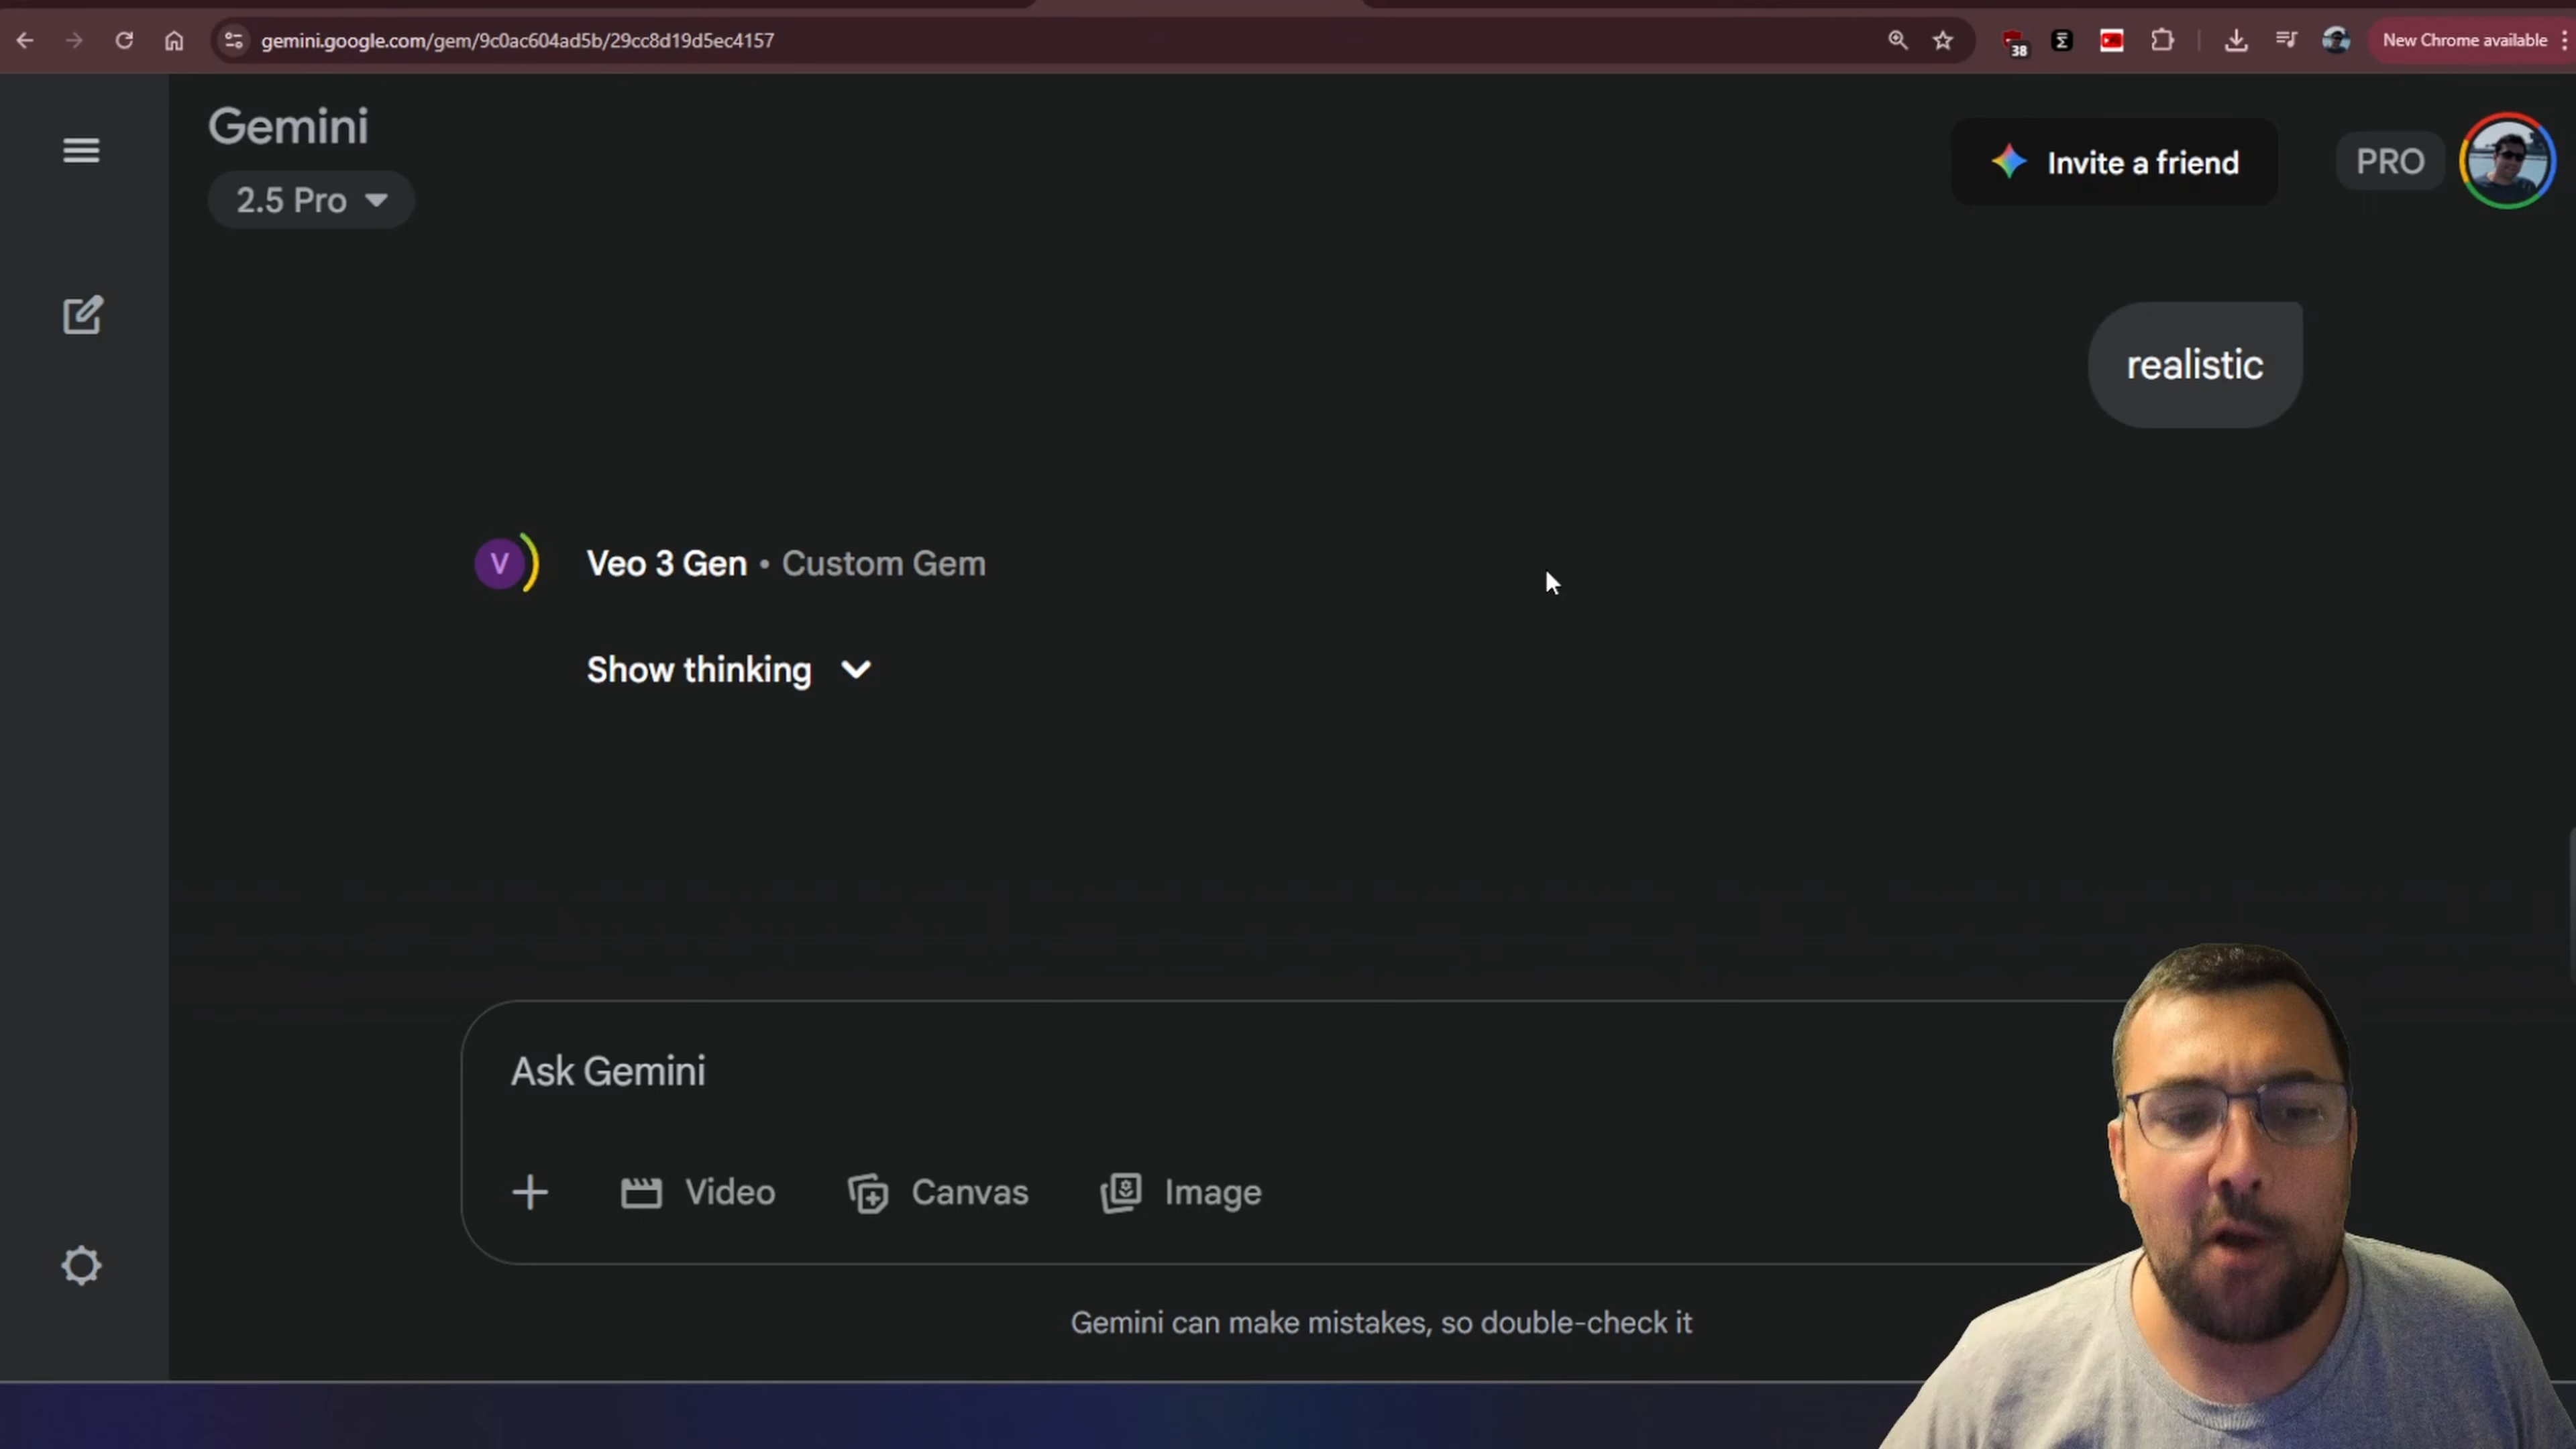 gemini.google.com/gem/9c0ac604ad5b/29cc8d19d5ec4157
38
New Chrome available
Gemini
2.5 Pro
Invite a friend
PRO
realistic
V
Veo 3 Gen • Custom Gem
Show thinking
Ask Gemini
Video
Canvas
Image
Gemini can make mistakes, so double-check it